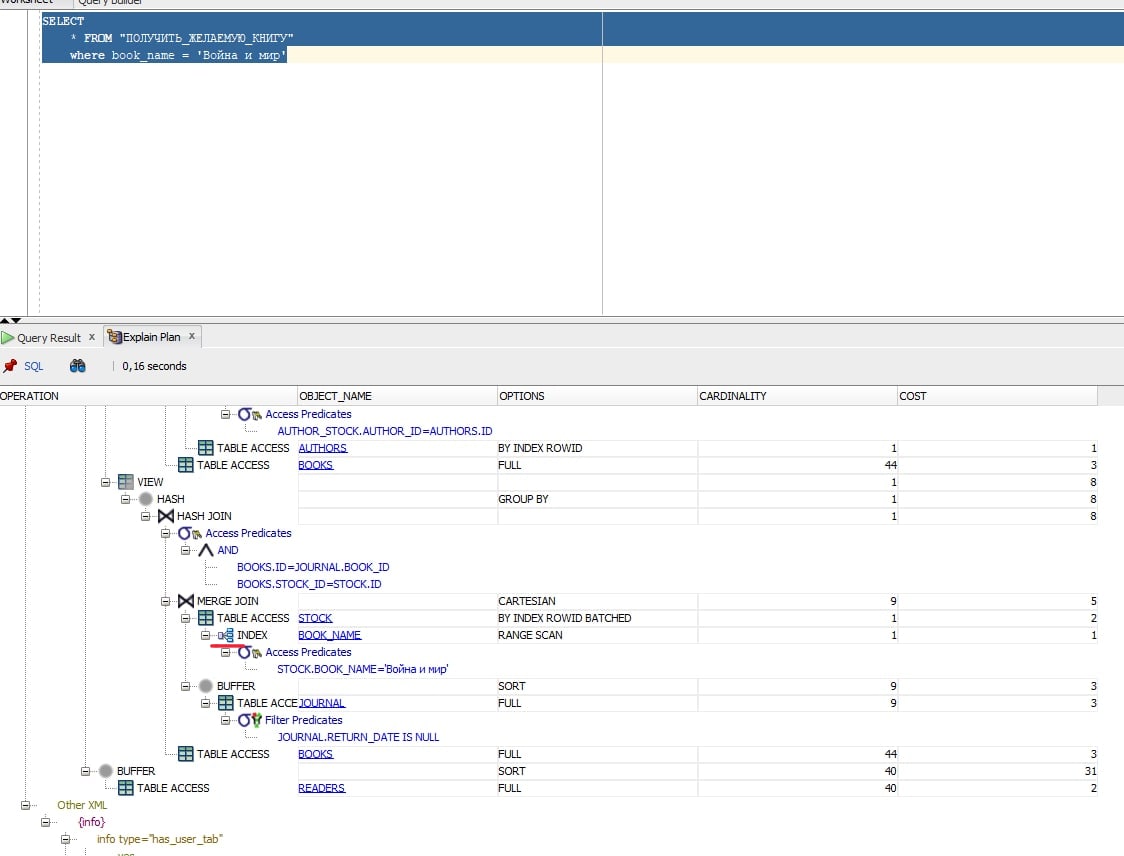 Worksheet Query Builder
SELECT
* FROM "ПОЛУЧИТЬ_ЖЕЛАЕМУЮ_КНИГУ"
where book_name = 'Война и мир'
Query Result x Explain Plan x
SQL 0,16 seconds
OPERATION OBJECT_NAME OPTIONS CARDINALITY COST
Access Predicates
AUTHOR_STOCK.AUTHOR_ID=AUTHORS.ID
TABLE ACCESS AUTHORS BY INDEX ROWID 1 1
TABLE ACCESS BOOKS FULL 44 3
VIEW 1 8
HASH GROUP BY 1 8
HASH JOIN 1 8
Access Predicates
AND
BOOKS.ID=JOURNAL.BOOK_ID
BOOKS.STOCK_ID=STOCK.ID
MERGE JOIN CARTESIAN 9 5
TABLE ACCESS STOCK BY INDEX ROWID BATCHED 1 2
INDEX BOOK_NAME RANGE SCAN 1 1
Access Predicates
STOCK.BOOK_NAME='Война и мир'
BUFFER SORT 9 3
TABLE ACCE JOURNAL FULL 9 3
Filter Predicates
JOURNAL.RETURN_DATE IS NULL
TABLE ACCESS BOOKS FULL 44 3
BUFFER SORT 40 31
TABLE ACCESS READERS FULL 40 2
Other XML
{info}
info type="has_user_tab"